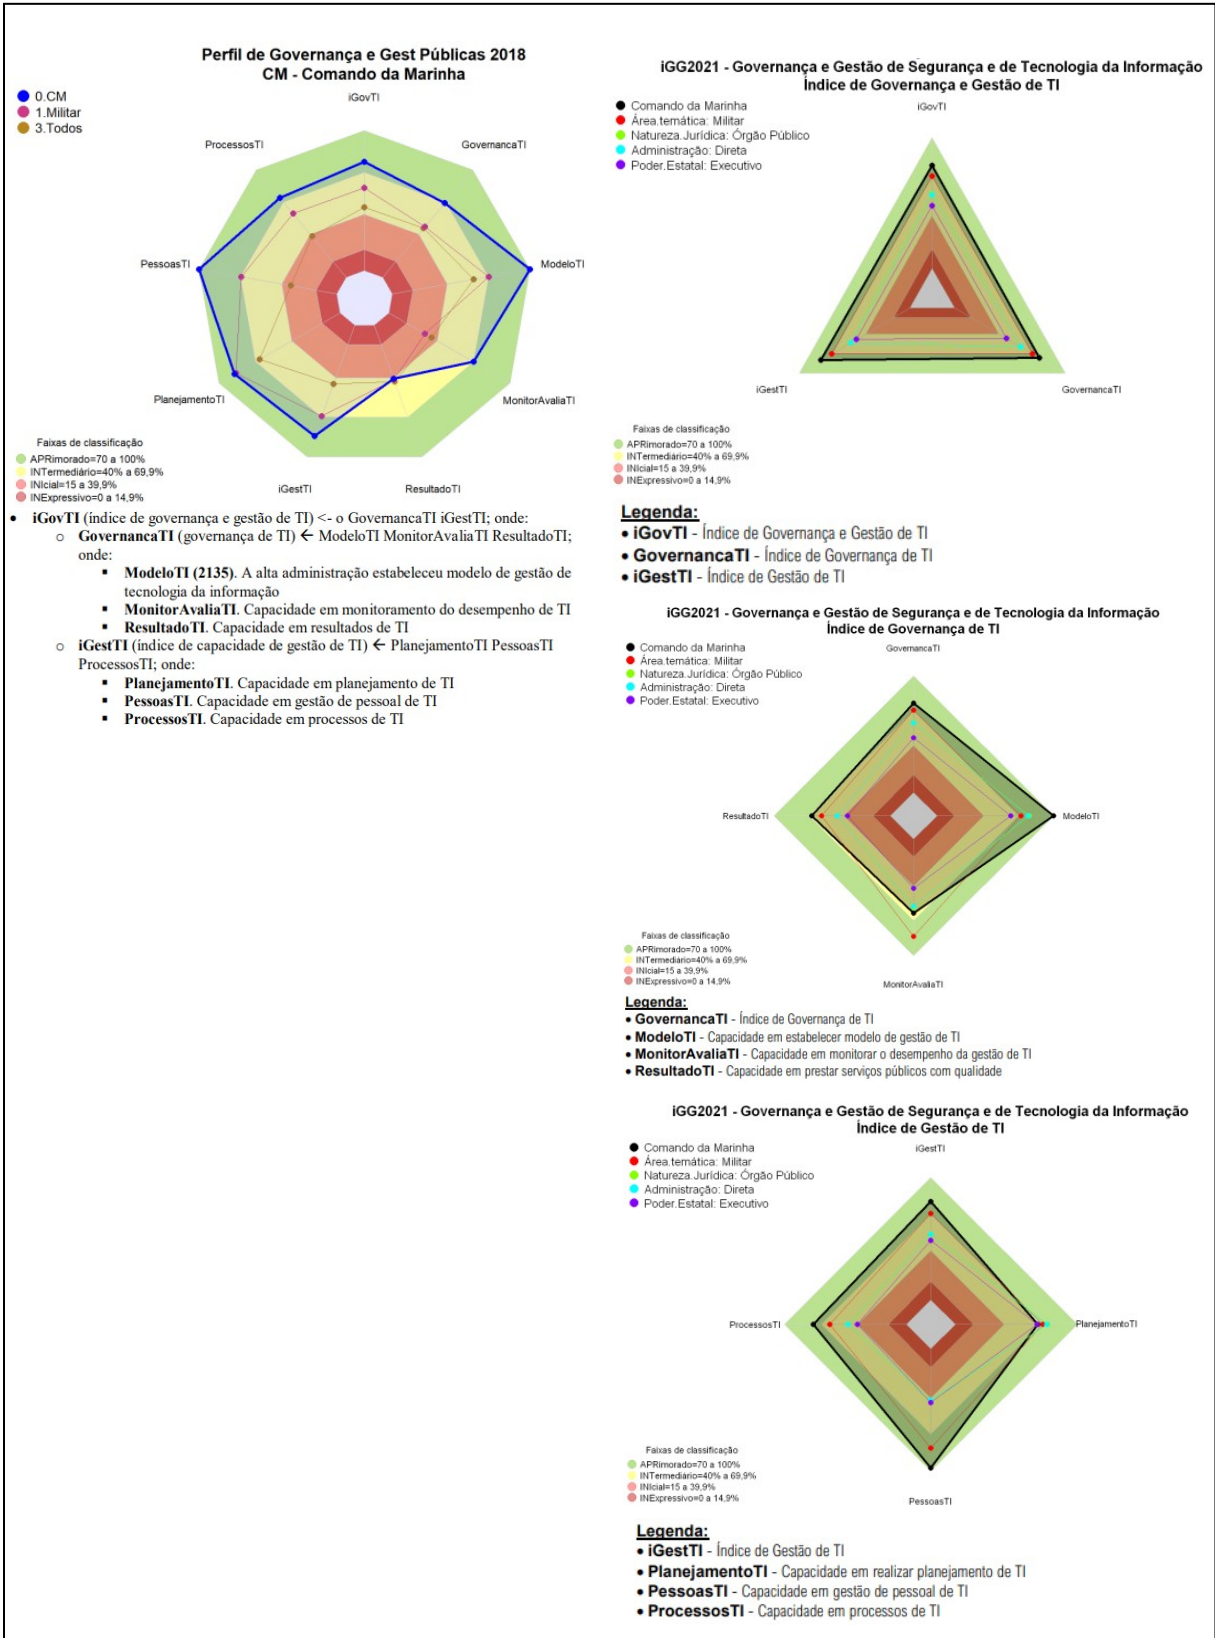 Perfil de Governança e Gest Públicas 2018
CM - Comando da Marinha
0.CM
1.Militar
3.Todos
iGovTI
ProcessosTI
GovernancaTI
PessoasTI
ModeloTI
PlanejamentoTI
MonitorAvaliaTI
iGestTI
ResultadoTI
Faixas de classificação
APRimorado=70 a 100%
INTermediário=40% a 69,9%
INIcial=15 a 39,9%
INExpressivo=0 a 14,9%
• iGovTI (índice de governança e gestão de TI) <- o GovernancaTI iGestTI; onde:
o GovernancaTI (governança de TI) ← ModeloTI MonitorAvaliaTI ResultadoTI;
onde:
▪ ModeloTI (2135). A alta administração estabeleceu modelo de gestão de
tecnologia da informação
▪ MonitorAvaliaTI. Capacidade em monitoramento do desempenho de TI
▪ ResultadoTI. Capacidade em resultados de TI
o iGestTI (índice de capacidade de gestão de TI) ← PlanejamentoTI PessoasTI
ProcessosTI; onde:
▪ PlanejamentoTI. Capacidade em planejamento de TI
▪ PessoasTI. Capacidade em gestão de pessoal de TI
▪ ProcessosTI. Capacidade em processos de TI
iGG2021 - Governança e Gestão de Segurança e de Tecnologia da Informação
Índice de Governança e Gestão de TI
iGovTI
Comando da Marinha
Área.temática: Militar
Natureza.Jurídica: Órgão Público
Administração: Direta
Poder.Estatal: Executivo
iGestTI
GovernancaTI
Faixas de classificação
APRimorado=70 a 100%
INTermediário=40% a 69,9%
INIcial=15 a 39,9%
INExpressivo=0 a 14,9%
Legenda:
• iGovTI - Índice de Governança e Gestão de TI
• GovernancaTI - Índice de Governança de TI
• iGestTI - Índice de Gestão de TI
iGG2021 - Governança e Gestão de Segurança e de Tecnologia da Informação
Índice de Governança de TI
GovernancaTI
Comando da Marinha
Área.temática: Militar
Natureza.Jurídica: Órgão Público
Administração: Direta
Poder.Estatal: Executivo
ResultadoTI
ModeloTI
Faixas de classificação
APRimorado=70 a 100%
INTermediário=40% a 69,9%
INIcial=15 a 39,9%
INExpressivo=0 a 14,9%
MonitorAvaliaTI
Legenda:
• GovernancaTI - Índice de Governança de TI
• ModeloTI - Capacidade em estabelecer modelo de gestão de TI
• MonitorAvaliaTI - Capacidade em monitorar o desempenho da gestão de TI
• ResultadoTI - Capacidade em prestar serviços públicos com qualidade
iGG2021 - Governança e Gestão de Segurança e de Tecnologia da Informação
Índice de Gestão de TI
iGestTI
Comando da Marinha
Área.temática: Militar
Natureza.Jurídica: Órgão Público
Administração: Direta
Poder.Estatal: Executivo
ProcessosTI
PlanejamentoTI
Faixas de classificação
APRimorado=70 a 100%
INTermediário=40% a 69,9%
INIcial=15 a 39,9%
INExpressivo=0 a 14,9%
PessoasTI
Legenda:
• iGestTI - Índice de Gestão de TI
• PlanejamentoTI - Capacidade em realizar planejamento de TI
• PessoasTI - Capacidade em gestão de pessoal de TI
• ProcessosTI - Capacidade em processos de TI